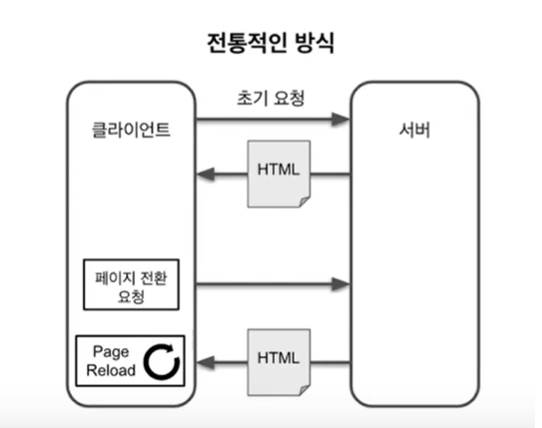 전통적인 방식
초기 요청
클라이언트
서버
HTML
페이지 전환
요청
Page
Reload
HTML